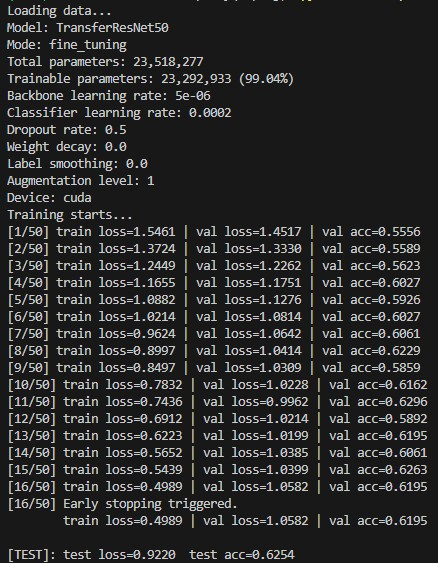 Loading data...
Model: TransferResNet50
Mode: fine_tuning
Total parameters: 23,518,277
Trainable parameters: 23,292,933 (99.04%)
Backbone learning rate: 5e-06
Classifier learning rate: 0.0002
Dropout rate: 0.5
Weight decay: 0.0
Label smoothing: 0.0
Augmentation level: 1
Device: cuda
Training starts...
[1/50] train loss=1.5461 | val loss=1.4517 | val acc=0.5556
[2/50] train loss=1.3724 | val loss=1.3330 | val acc=0.5589
[3/50] train loss=1.2449 | val loss=1.2262 | val acc=0.5623
[4/50] train loss=1.1655 | val loss=1.1751 | val acc=0.6027
[5/50] train loss=1.0882 | val loss=1.1276 | val acc=0.5926
[6/50] train loss=1.0214 | val loss=1.0814 | val acc=0.6027
[7/50] train loss=0.9624 | val loss=1.0642 | val acc=0.6061
[8/50] train loss=0.8997 | val loss=1.0414 | val acc=0.6229
[9/50] train loss=0.8497 | val loss=1.0309 | val acc=0.5859
[10/50] train loss=0.7832 | val loss=1.0228 | val acc=0.6162
[11/50] train loss=0.7436 | val loss=0.9962 | val acc=0.6296
[12/50] train loss=0.6912 | val loss=1.0214 | val acc=0.5892
[13/50] train loss=0.6223 | val loss=1.0199 | val acc=0.6195
[14/50] train loss=0.5652 | val loss=1.0385 | val acc=0.6061
[15/50] train loss=0.5439 | val loss=1.0399 | val acc=0.6263
[16/50] train loss=0.4989 | val loss=1.0582 | val acc=0.6195
[16/50] Early stopping triggered.
train loss=0.4989 | val loss=1.0582 | val acc=0.6195
[TEST]: test loss=0.9220 test acc=0.6254